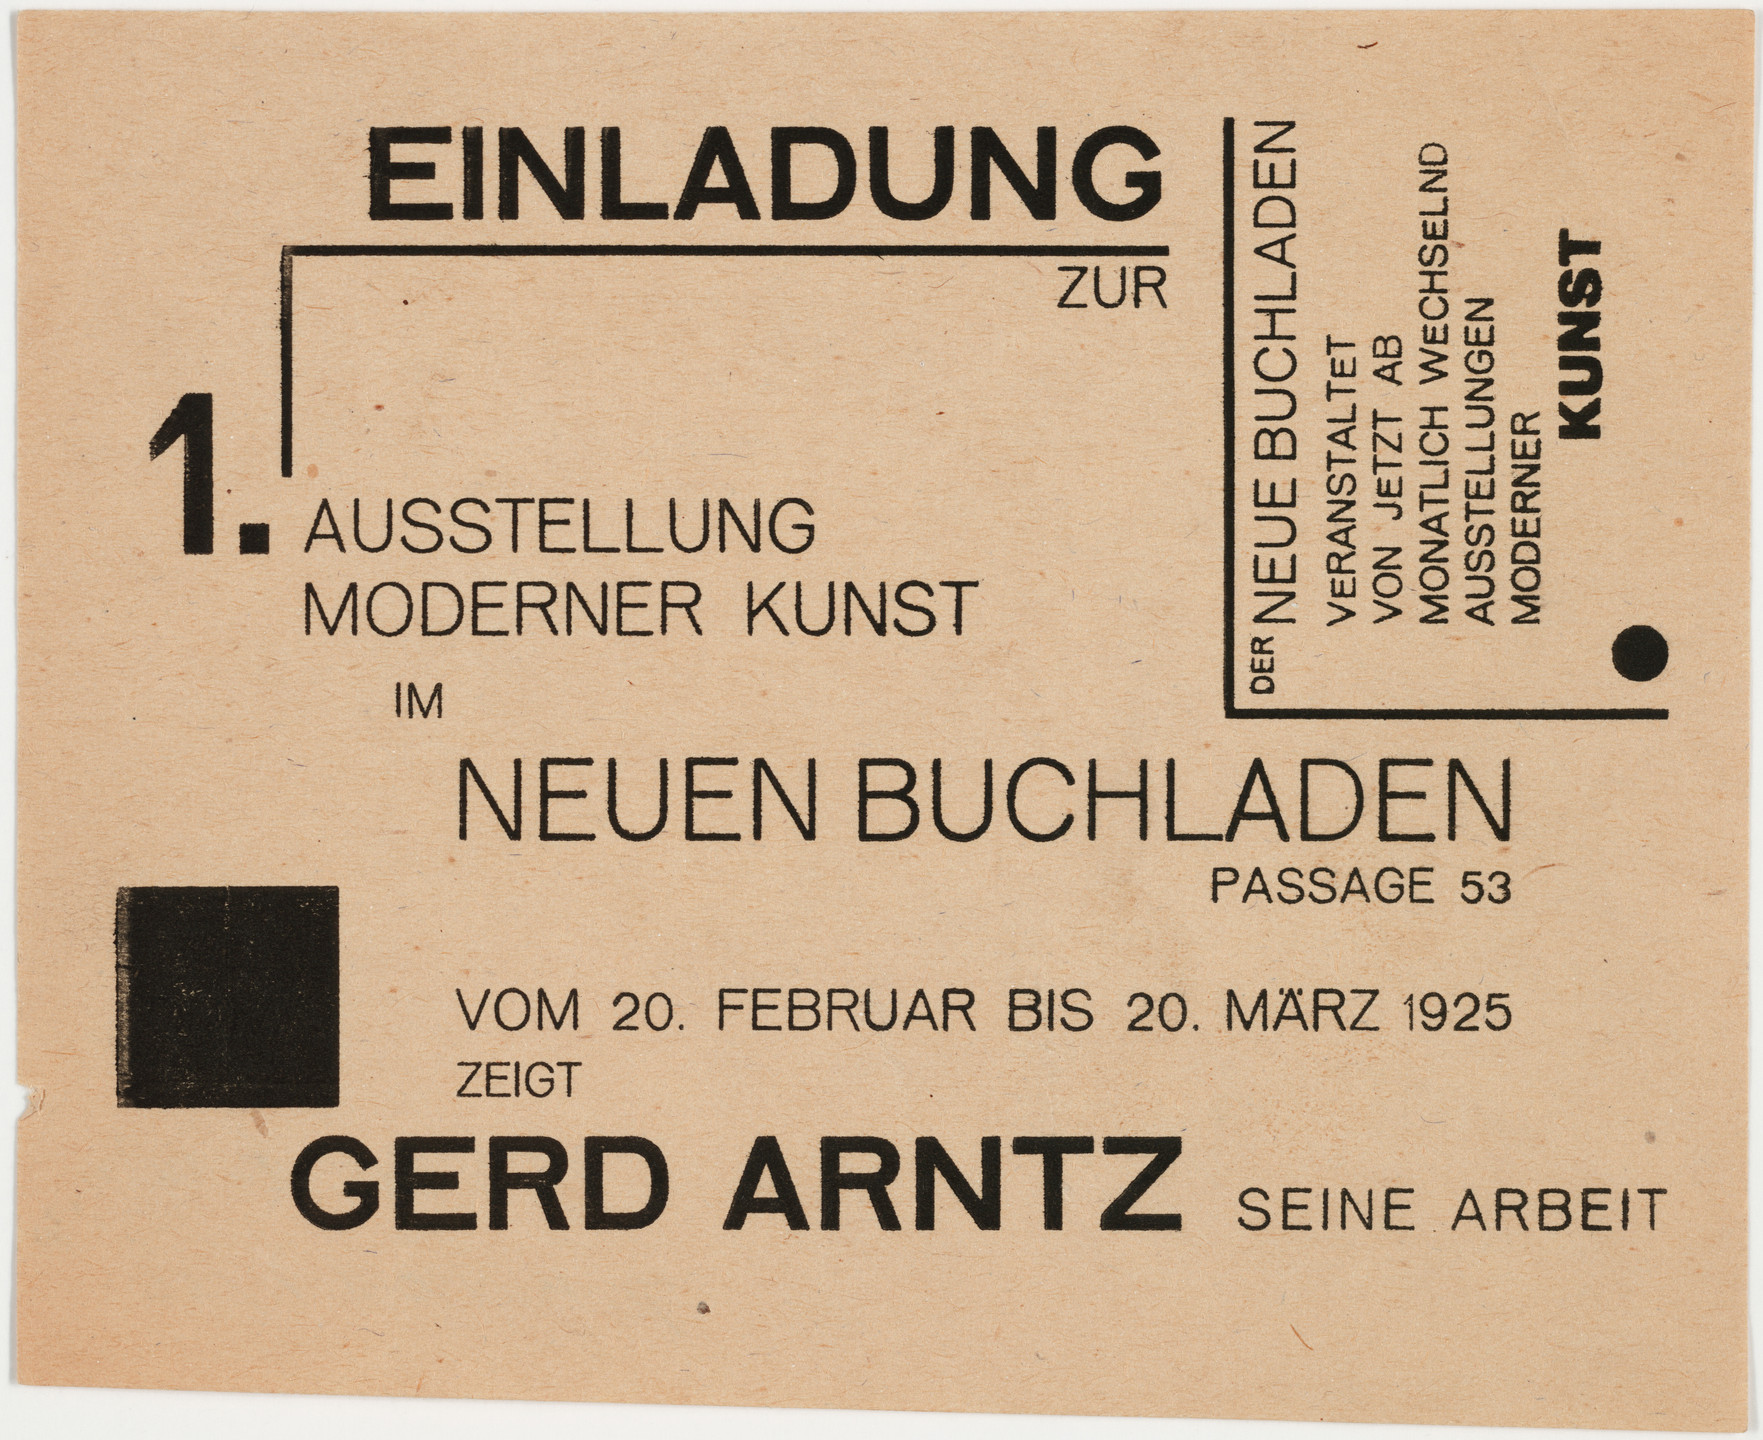 EINLADUNG
ZUR
1. AUSSTELLUNG
MODERNER KUNST
IM
NEUEN BUCHLADEN
PASSAGE 53
VOM 20. FEBRUAR BIS 20. MÄRZ 1925
ZEIGT
GERD ARNTZ SEINE ARBEIT
DER NEUE BUCHLADEN
VERANSTALTET
VON JETZT AB
MONATLICH WECHSELND
AUSSTELLUNGEN
MODERNER
KUNST